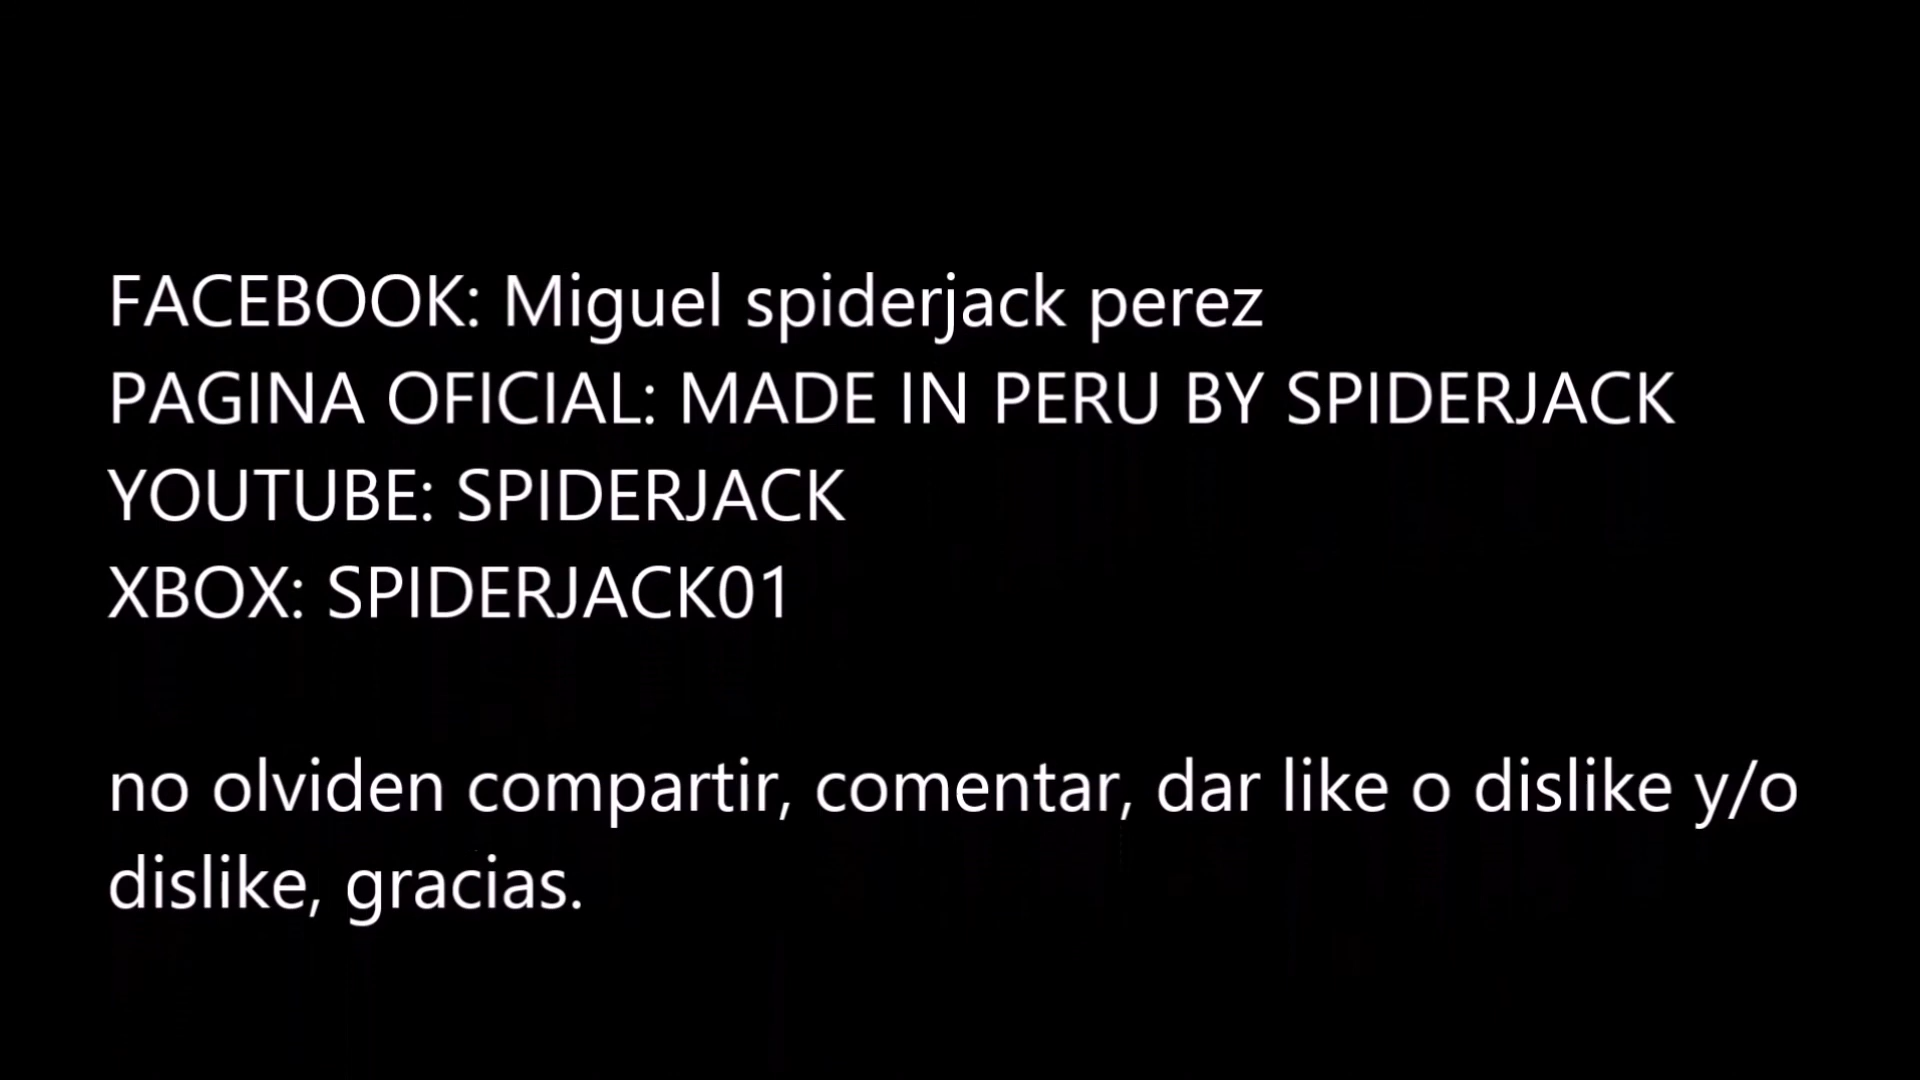 FACEBOOK: Miguel spiderjack perez
PAGINA OFICIAL: MADE IN PERU BY SPIDERJACK
YOUTUBE: SPIDERJACK
XBOX: SPIDERJACK01
no olviden compartir, comentar, dar like o dislike y/o
dislike, gracias.